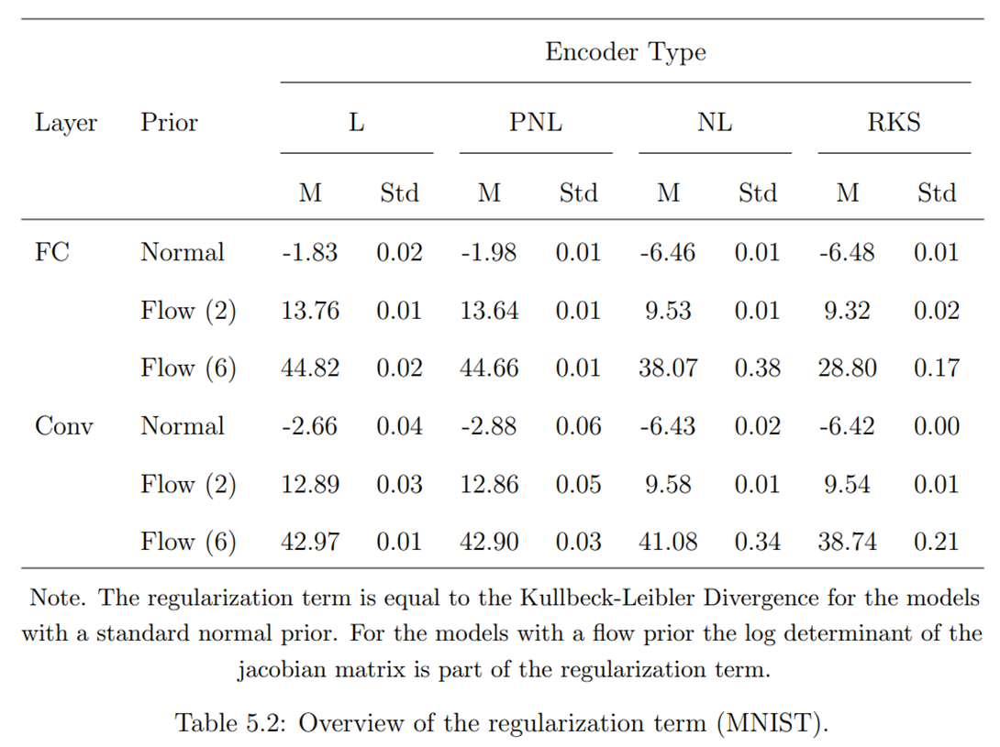 Encoder Type
Layer Prior L PNL NL RKS
M Std M Std M Std M Std
FC Normal -1.83 0.02 -1.98 0.01 -6.46 0.01 -6.48 0.01
Flow (2) 13.76 0.01 13.64 0.01 9.53 0.01 9.32 0.02
Flow (6) 44.82 0.02 44.66 0.01 38.07 0.38 28.80 0.17
Conv Normal -2.66 0.04 -2.88 0.06 -6.43 0.02 -6.42 0.00
Flow (2) 12.89 0.03 12.86 0.05 9.58 0.01 9.54 0.01
Flow (6) 42.97 0.01 42.90 0.03 41.08 0.34 38.74 0.21
Note. The regularization term is equal to the Kullbeck-Leibler Divergence for the models
with a standard normal prior. For the models with a flow prior the log determinant of the
jacobian matrix is part of the regularization term.
Table 5.2: Overview of the regularization term (MNIST).